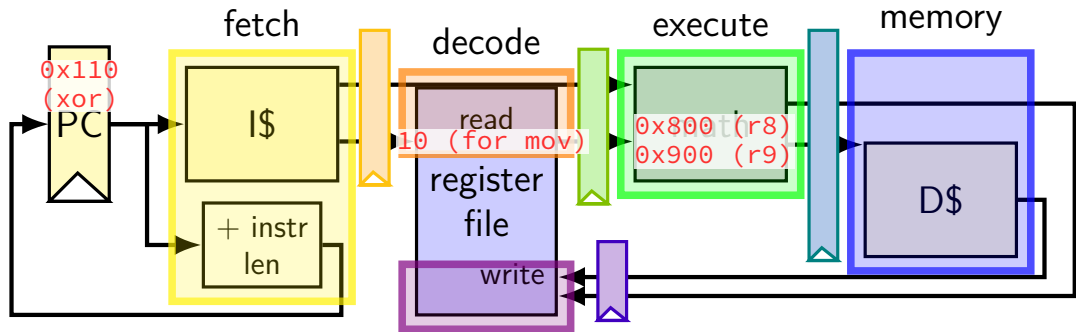 fetch
decode
execute
memory
0x110
(xor)
PC
I$
+ instr
len
read
10 (for mov)
register
file
write
math
0x800 (r8)
0x900 (r9)
D$